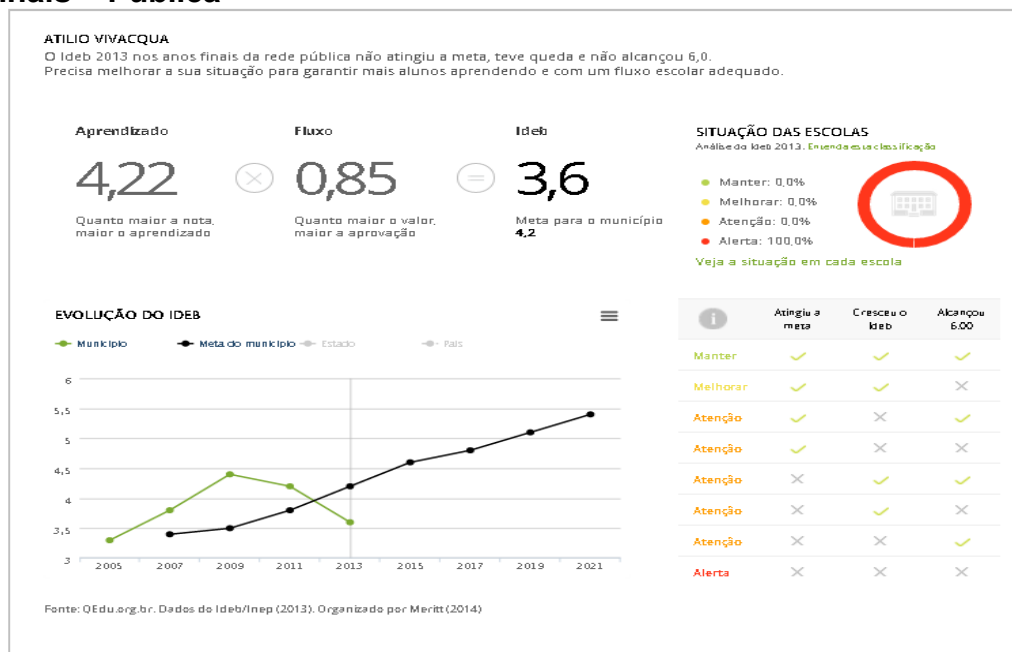 ATILIO VIVACQUA
O Ideb 2013 nos anos finais da rede pública não atingiu a meta, teve queda e não alcançou 6,0.
Precisa melhorar a sua situação para garantir mais alunos aprendendo e com um fluxo escolar adequado.
Aprendizado
4,22
Quanto maior a nota,
maior o aprendizado
Fluxo
0,85
Quanto maior o valor,
maior a aprovação
Ideb
3,6
Meta para o município
4,2
SITUAÇÃO DAS ESCOLAS
Análise do Ideb 2013. Entenda essa classificação
Manter: 0,0%
Melhorar: 0,0%
Atenção: 0,0%
Alerta: 100,0%
Veja a situação em cada escola
EVOLUÇÃO DO IDEB
Município Meta do município Estado País
6
5,5
5
4,5
4
3,5
3
2005 2007 2009 2011 2013 2015 2017 2019 2021
Atingiu a meta Cresceu o Ideb Alcançou 6.00
Manter
Melhorar
Atenção
Atenção
Atenção
Atenção
Atenção
Alerta
Fonte: QEdu.org.br. Dados do Ideb/Inep (2013). Organizado por Meritt (2014)